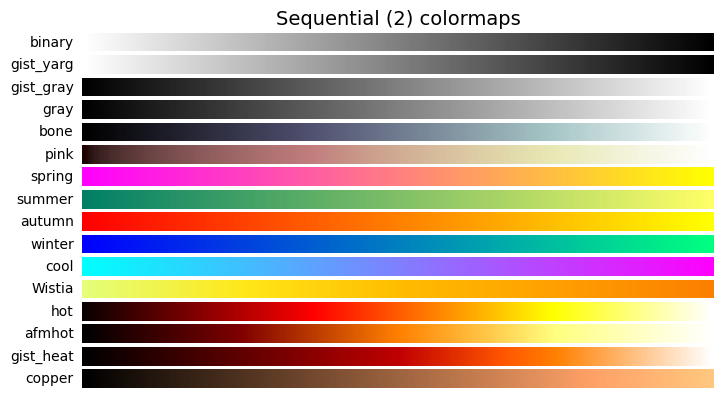 Sequential (2) colormaps
binary
gist_yarg
gist_gray
gray
bone
pink
spring
summer
autumn
winter
cool
Wistia
hot
afmhot
gist_heat
copper